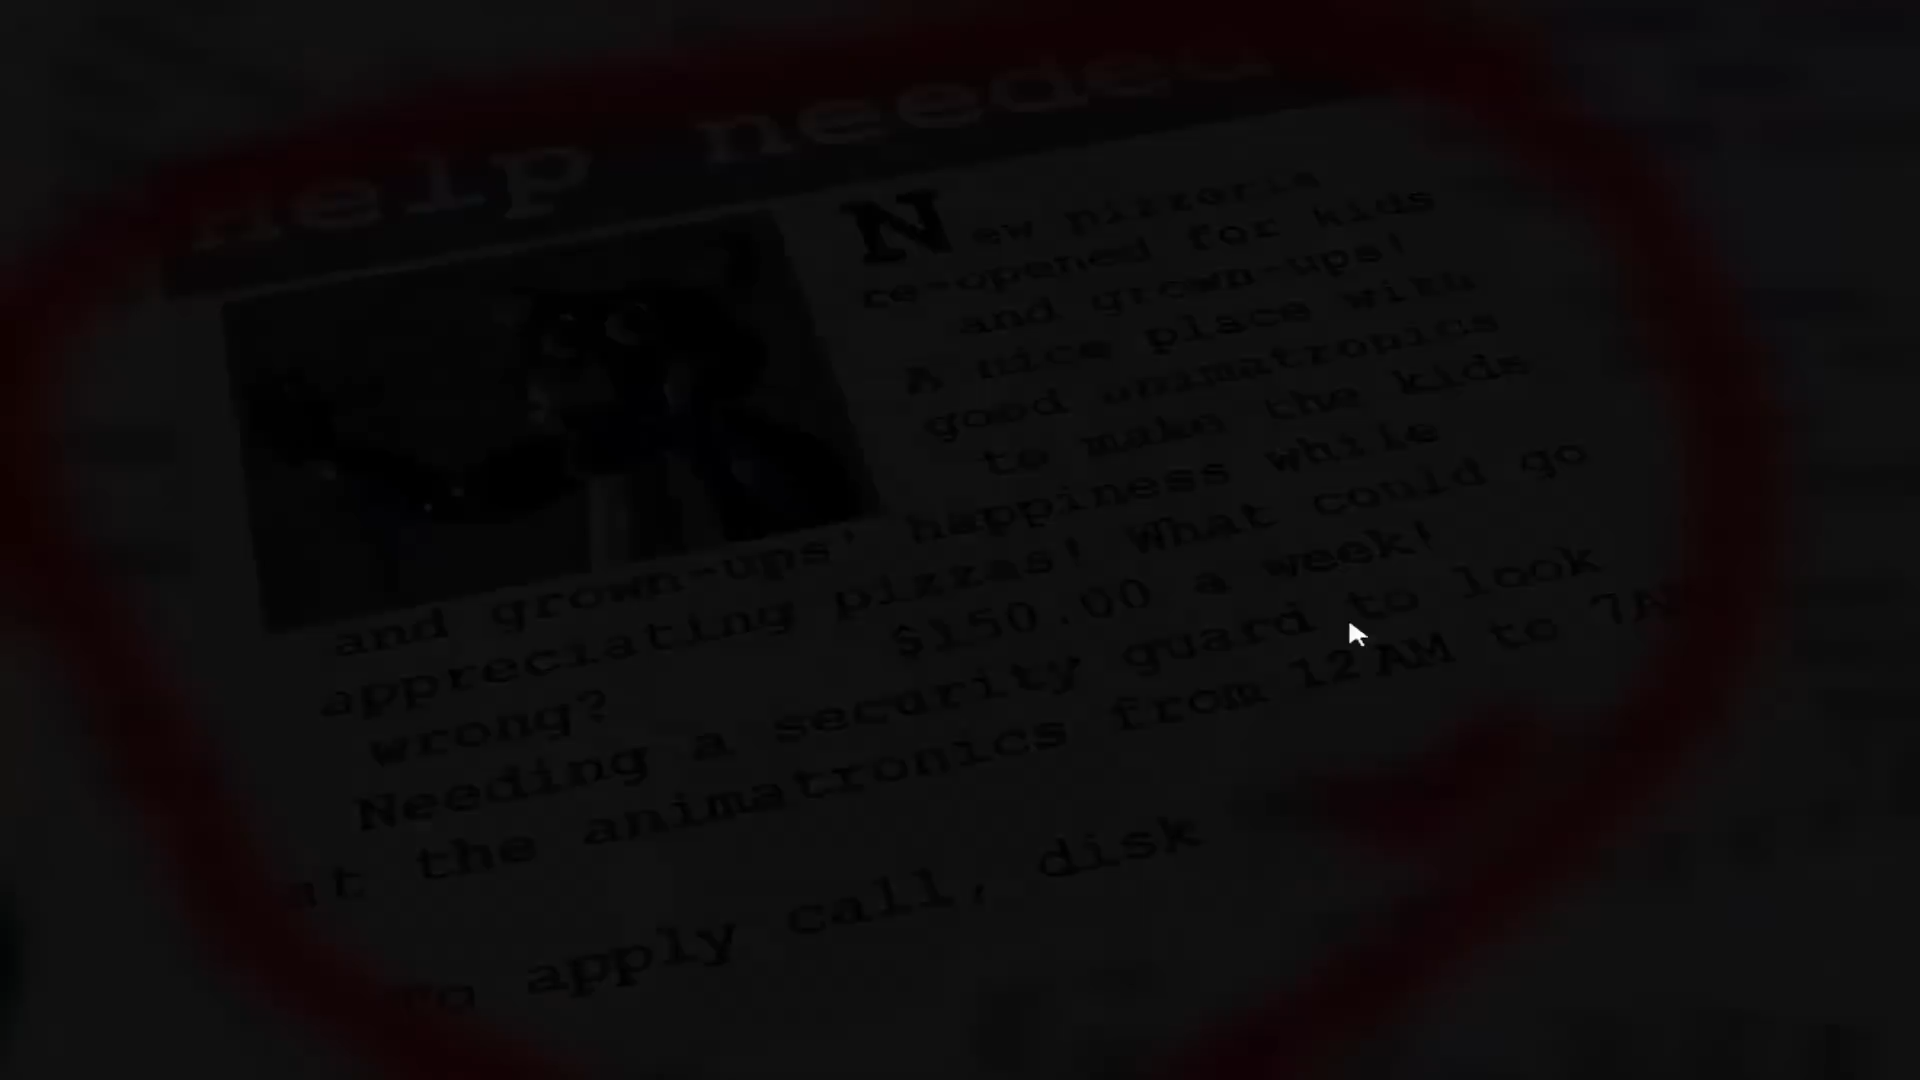 Help needed
New pizzeria
re-opened for kids
and grown-ups!
A nice place with
good animatronics
to make the kids
and grown-ups' happiness while
appreciating pizzas! What could go
wrong?
$150.00 a week!
Needing a security guard to look
at the animatronics from 12AM to 7A
To apply call, disk